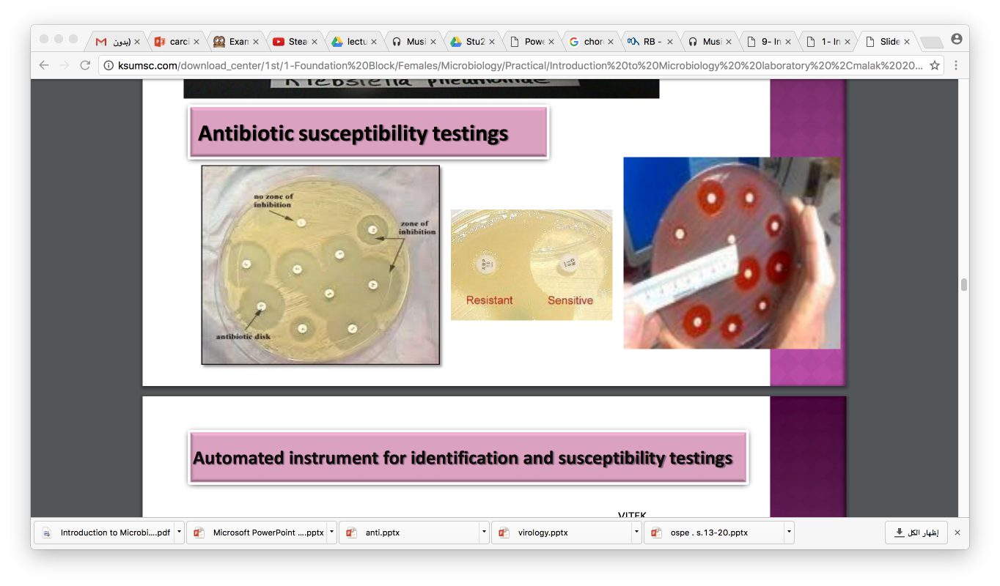 (بدون
carci
Exan
Stea
lectu
Musi
Stu2
Powe
chor
RB -
Musi
9- In
1- In
Slide
ksumsc.com/download_center/1st/1-Foundation%20Block/Females/Microbiology/Practical/Introduction%20to%20Microbiology%20%20laboratory%20%2Cmalak%2020...
Klebsiella pneumoniae
Antibiotic susceptibility testings
no zone of
inhibition
zone of
inhibition
antibiotic disk
Resistant
Sensitive
Automated instrument for identification and susceptibility testings
VITEK
Introduction to Microbi....pdf
Microsoft PowerPoint ....pptx
anti.pptx
virology.pptx
ospe . s.13-20.pptx
إظهار الكل